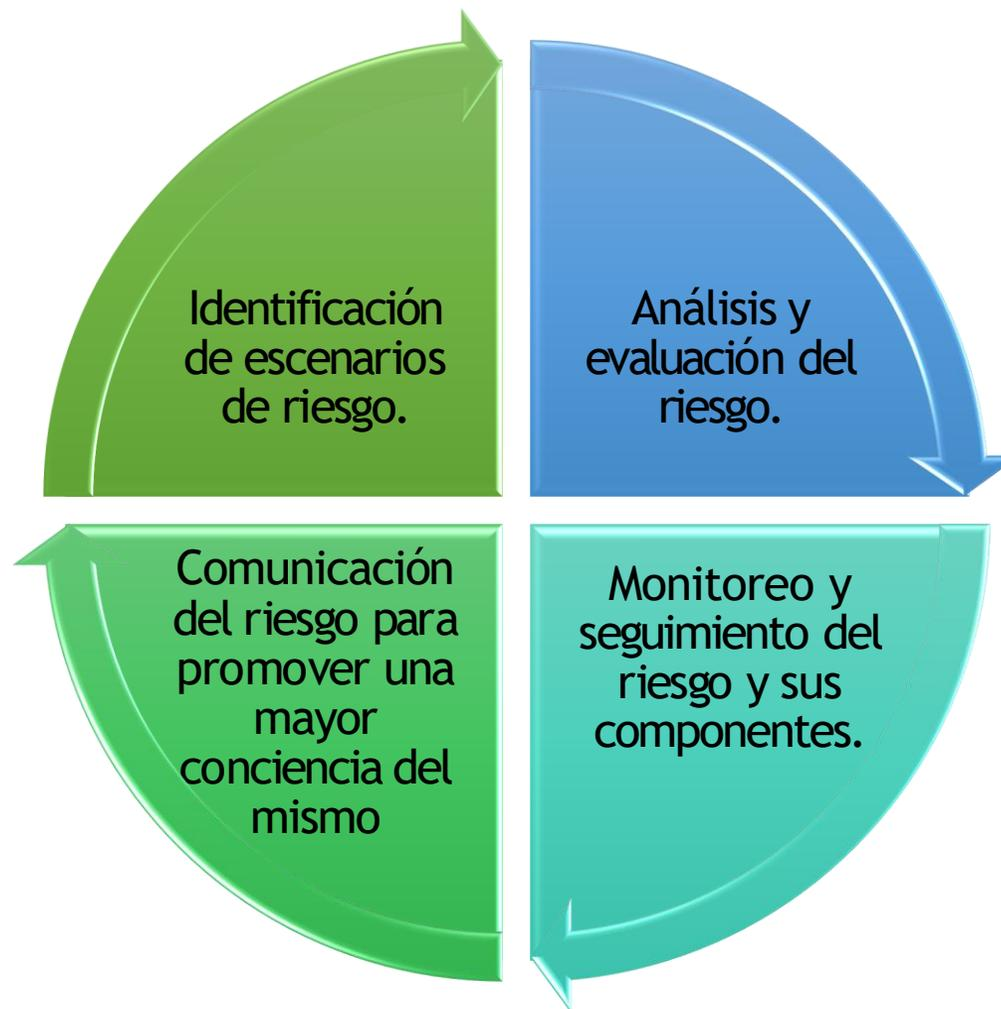 Identificación
de escenarios
de riesgo.
Análisis y
evaluación del
riesgo.
Monitoreo y
seguimiento del
riesgo y sus
componentes.
Comunicación
del riesgo para
promover una
mayor
conciencia del
mismo